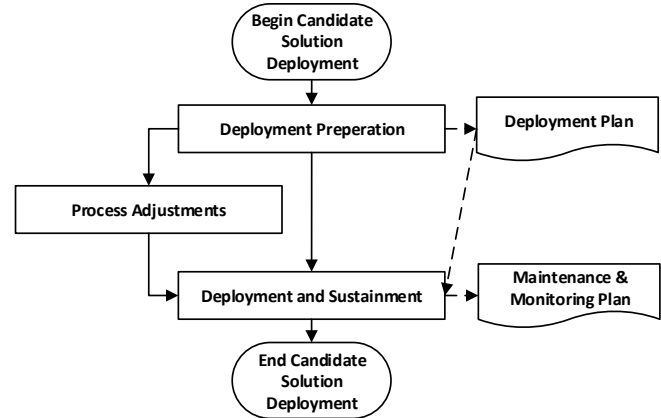 Begin Candidate
Solution
Deployment
Deployment Preperation
Deployment Plan
Process Adjustments
Deployment and Sustainment
Maintenance &
Monitoring Plan
End Candidate
Solution
Deployment